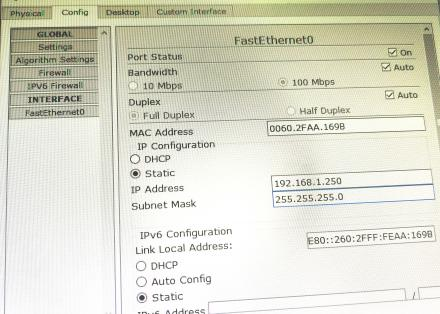 Physical Config Desktop Custom Interface
GLOBAL
Settings
Algorithm Settings
Firewall
IPV6 Firewall
INTERFACE
FastEthernet0
FastEthernet0
Port Status On
Bandwidth Auto
10 Mbps 100 Mbps
Duplex Auto
Full Duplex Half Duplex
MAC Address 0060.2FAA.169B
IP Configuration
DHCP
Static
IP Address 192.168.1.250
Subnet Mask 255.255.255.0
IPv6 Configuration
Link Local Address: E80::260:2FFF:FEAA:169B
DHCP
Auto Config
Static
IPv6 Address /